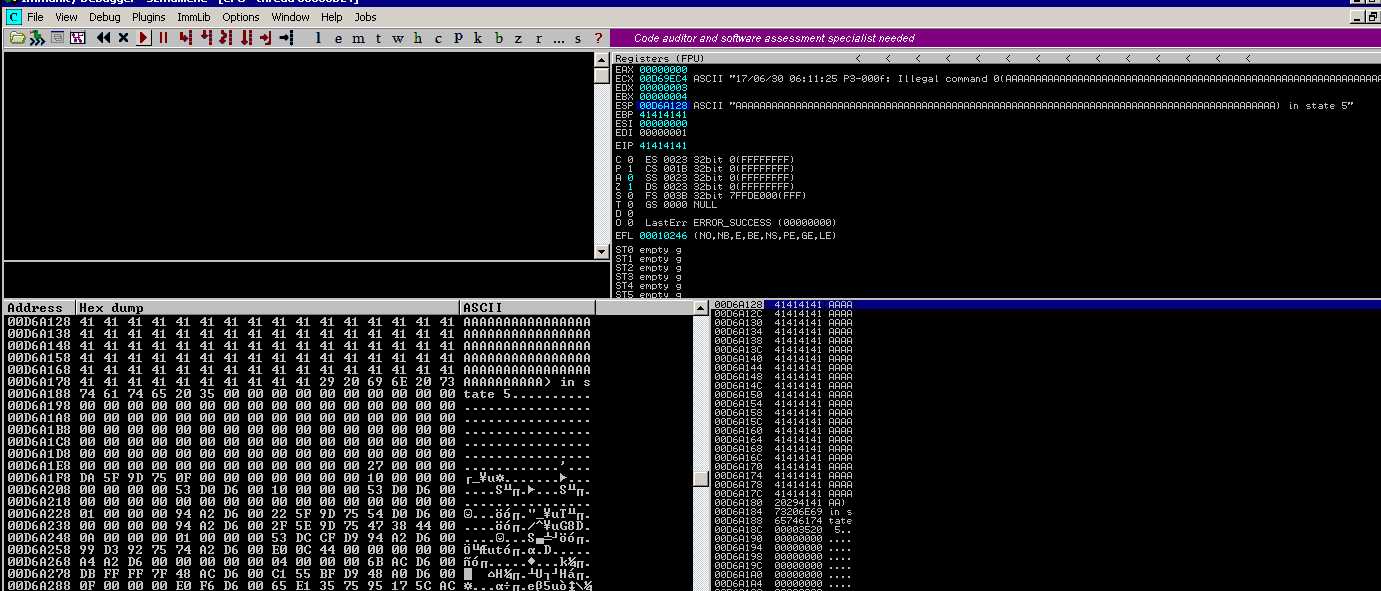 File View Debug Plugins ImmLib Options Window Help Jobs
l e m t w h c P k b z r ... s ?
Code auditor and software assessment specialist needed
Registers (FPU) < < < < < < < < < < < < < <
EAX 00000000
ECX 00D69EC4 ASCII "17/06/30 06:11:25 P3-000f: Illegal command 0(
EDX 00000003
EBX 00000004
ESP 00D6A128 ASCII
) in state 5"
EBP 41414141
ESI 00000000
EDI 00000001
EIP 41414141
C 0 ES 0023 32bit 0(FFFFFFFF)
P 1 CS 001B 32bit 0(FFFFFFFF)
A 0 SS 0023 32bit 0(FFFFFFFF)
Z 1 DS 0023 32bit 0(FFFFFFFF)
S 0 FS 003B 32bit 7FFDE000(FFF)
T 0 GS 0000 NULL
D 0
O 0 LastErr ERROR_SUCCESS (00000000)
EFL 00010246 (NO,NB,E,BE,NS,PE,GE,LE)
ST0 empty g
ST1 empty g
ST2 empty g
ST3 empty g
ST4 empty g
ST5 empty g
Address Hex dump ASCII
00D6A128 41 41 41 41 41 41 41 41 41 41 41 41 41 41 41 41 AAAAAAAAAAAAAAAA
00D6A138 41 41 41 41 41 41 41 41 41 41 41 41 41 41 41 41 AAAAAAAAAAAAAAAA
00D6A148 41 41 41 41 41 41 41 41 41 41 41 41 41 41 41 41 AAAAAAAAAAAAAAAA
00D6A158 41 41 41 41 41 41 41 41 41 41 41 41 41 41 41 41 AAAAAAAAAAAAAAAA
00D6A168 41 41 41 41 41 41 41 41 41 41 41 41 41 41 41 41 AAAAAAAAAAAAAAAA
00D6A178 41 41 41 41 41 41 41 41 41 41 29 20 69 6E 20 73 AAAAAAAAAA) in s
00D6A188 74 61 74 65 20 35 00 00 00 00 00 00 00 00 00 00 tate 5..........
00D6A198 00 00 00 00 00 00 00 00 00 00 00 00 00 00 00 00 ................
00D6A1A8 00 00 00 00 00 00 00 00 00 00 00 00 00 00 00 00 ................
00D6A1B8 00 00 00 00 00 00 00 00 00 00 00 00 00 00 00 00 ................
00D6A1C8 00 00 00 00 00 00 00 00 00 00 00 00 00 00 00 00 ................
00D6A1D8 00 00 00 00 00 00 00 00 00 00 00 00 00 00 00 00 ................
00D6A1E8 00 00 00 00 00 00 00 00 00 00 00 00 27 00 00 00 ............'...
00D6A1F8 DA 5F 9D 75 0F 00 00 00 00 00 00 00 10 00 00 00
00D6A208 00 00 00 00 53 D0 D6 00 10 00 00 00 53 D0 D6 00
00D6A218 00 00 00 00 00 00 00 00 00 00 00 00 00 00 00 00 ................
00D6A228 01 00 00 00 94 A2 D6 00 22 5F 9D 75 54 D0 D6 00
00D6A238 00 00 00 00 94 A2 D6 00 2F 5E 9D 75 47 38 44 00
00D6A248 0A 00 00 00 01 00 00 00 53 DC CF D9 94 A2 D6 00
00D6A258 99 D3 92 75 74 A2 D6 00 E0 0C 44 00 00 00 00 00
00D6A268 A4 A2 D6 00 00 00 00 00 04 00 00 00 6B AC D6 00
00D6A278 DB FF FF 7F 48 AC D6 00 C1 55 BF D9 48 A0 D6 00
00D6A288 0F 00 00 00 E0 F6 D6 00 65 E1 35 75 95 17 5C AC
00D6A128 41414141 AAAA
00D6A12C 41414141 AAAA
00D6A130 41414141 AAAA
00D6A134 41414141 AAAA
00D6A138 41414141 AAAA
00D6A13C 41414141 AAAA
00D6A140 41414141 AAAA
00D6A144 41414141 AAAA
00D6A148 41414141 AAAA
00D6A14C 41414141 AAAA
00D6A150 41414141 AAAA
00D6A154 41414141 AAAA
00D6A158 41414141 AAAA
00D6A15C 41414141 AAAA
00D6A160 41414141 AAAA
00D6A164 41414141 AAAA
00D6A168 41414141 AAAA
00D6A16C 41414141 AAAA
00D6A170 41414141 AAAA
00D6A174 41414141 AAAA
00D6A178 41414141 AAAA
00D6A17C 41414141 AAAA
00D6A180 20294141 AA)
00D6A184 73206E69 in s
00D6A188 65746174 tate
00D6A18C 00003520 5..
00D6A190 00000000 ....
00D6A194 00000000 ....
00D6A198 00000000 ....
00D6A19C 00000000 ....
00D6A1A0 00000000 ....
00D6A1A4 00000000 ....